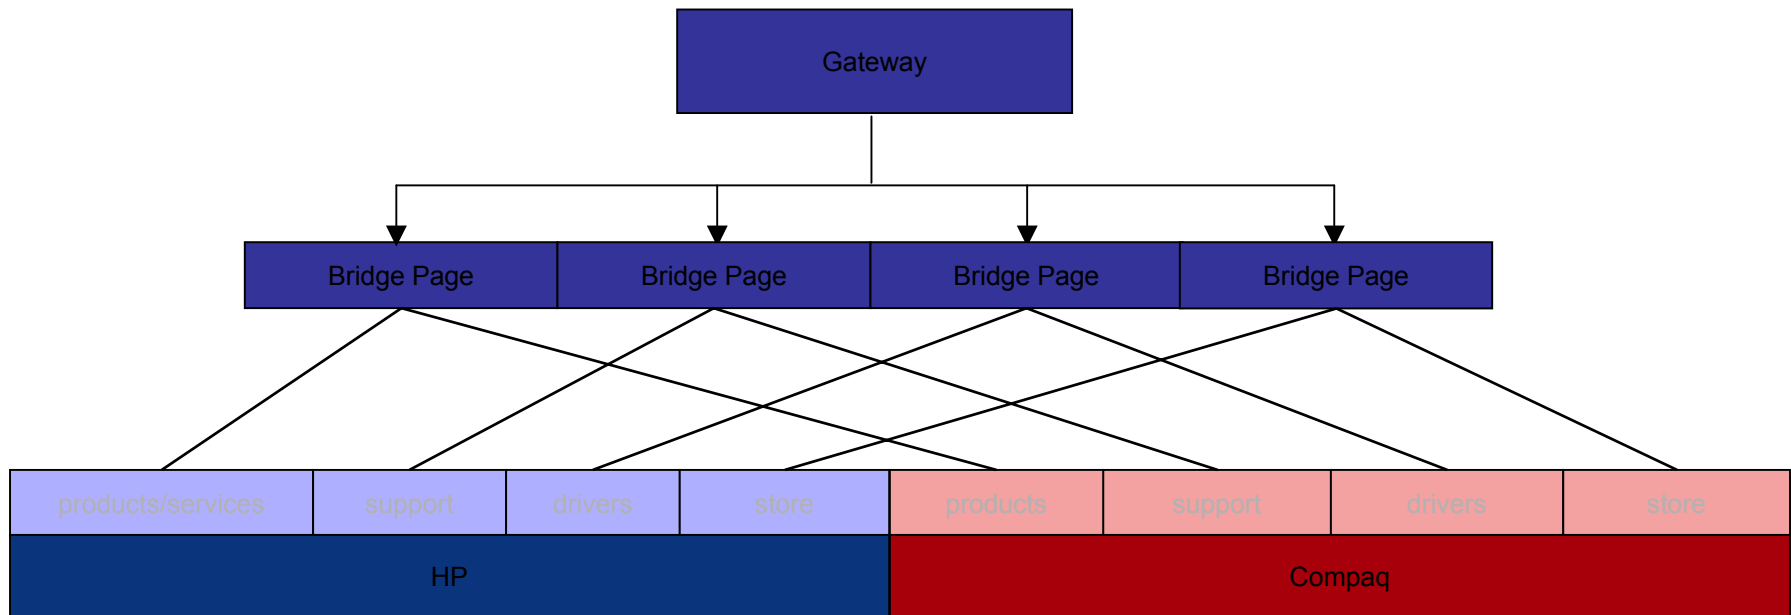 Gateway
Bridge Page Bridge Page Bridge Page Bridge Page
products/services support drivers store products support drivers store
HP Compaq